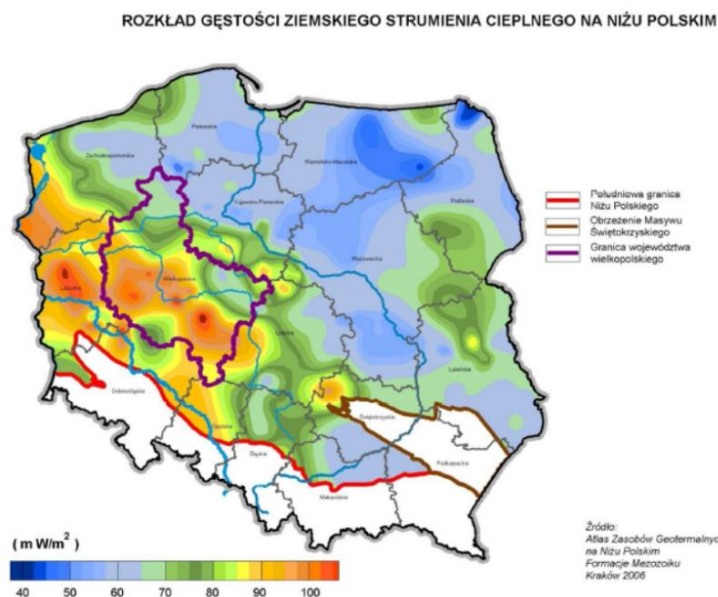 ROZKŁAD GĘSTOŚCI ZIEMSKIEGO STRUMIENIA CIEPLNEGO NA NIŻU POLSKIM
Pomorskie
Zachodniopomorskie
Warmińsko-Mazurskie
Podlaskie
Kujawsko-Pomorskie
Mazowieckie
Wielkopolskie
Lubuskie
Łódzkie
Lubelskie
Dolnośląskie
Opolskie
Świętokrzyskie
Śląskie
Podkarpackie
Małopolskie
Południowa granica
Niżu Polskiego
Obrzeżenie Masywu
Świętokrzyskiego
Granica województwa
wielkopolskiego
(m W/m²)
40 50 60 70 80 90 100
Źródło:
Atlas Zasobów Geotermalnyc
na Niżu Polskim
Formacje Mezozoiku
Kraków 2006